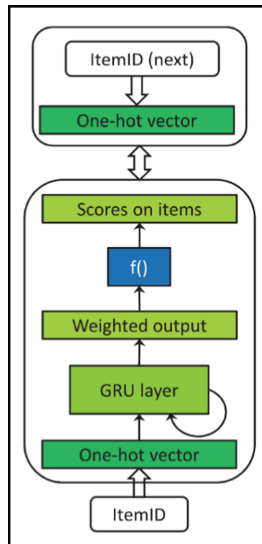 ItemID (next)
One-hot vector
Scores on items
f()
Weighted output
GRU layer
One-hot vector
ItemID